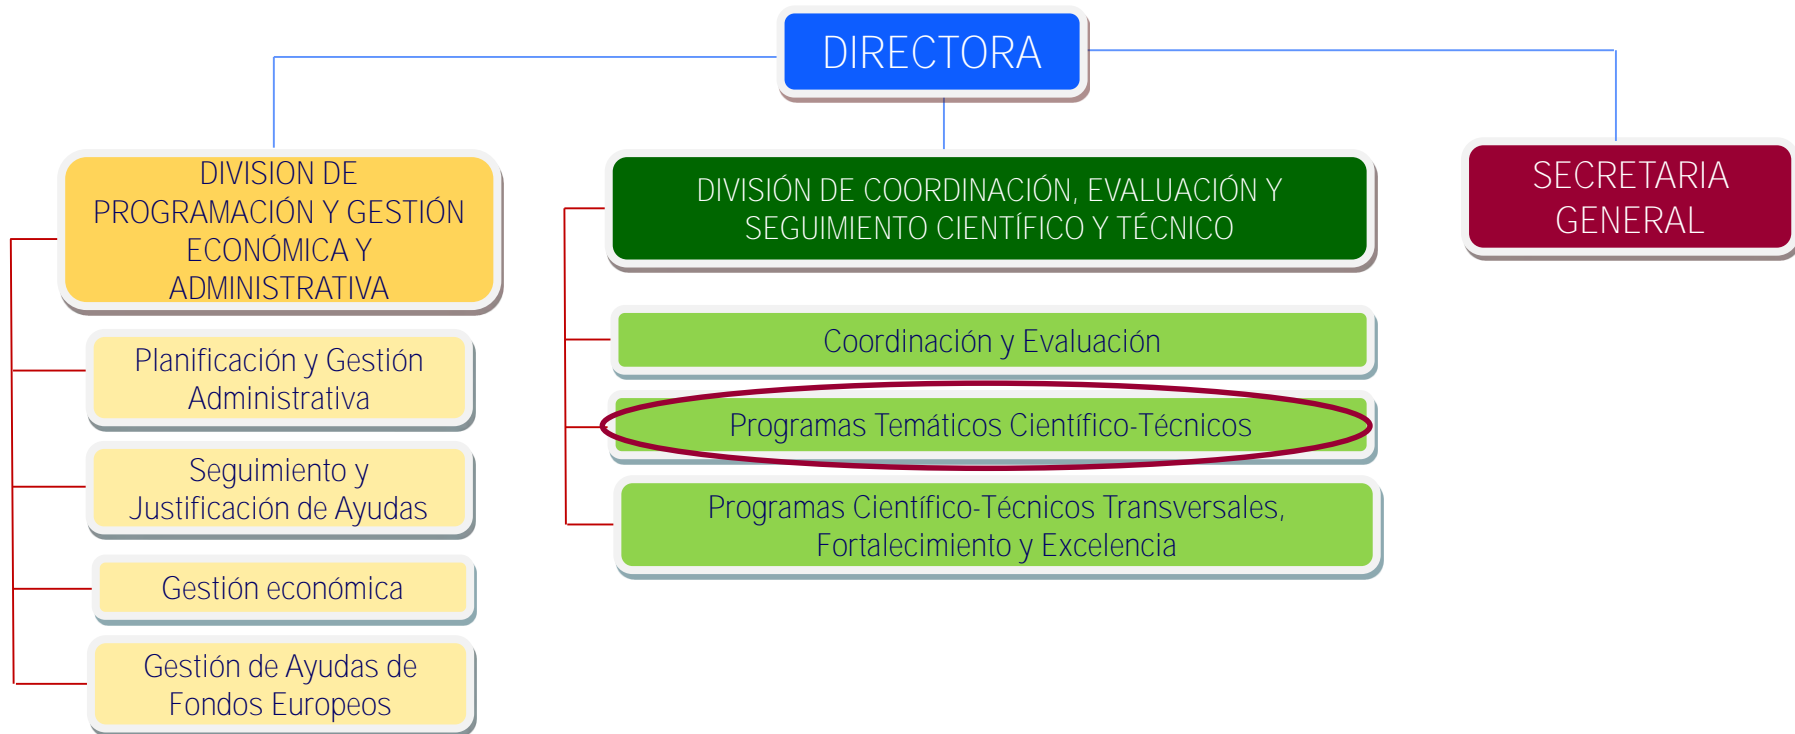 DIRECTORA
DIVISION DE
PROGRAMACIÓN Y GESTIÓN
ECONÓMICA Y
ADMINISTRATIVA
Planificación y Gestión
Administrativa
Seguimiento y
Justificación de Ayudas
Gestión económica
Gestión de Ayudas de
Fondos Europeos
DIVISIÓN DE COORDINACIÓN, EVALUACIÓN Y
SEGUIMIENTO CIENTÍFICO Y TÉCNICO
Coordinación y Evaluación
Programas Temáticos Científico-Técnicos
Programas Científico-Técnicos Transversales,
Fortalecimiento y Excelencia
SECRETARIA
GENERAL